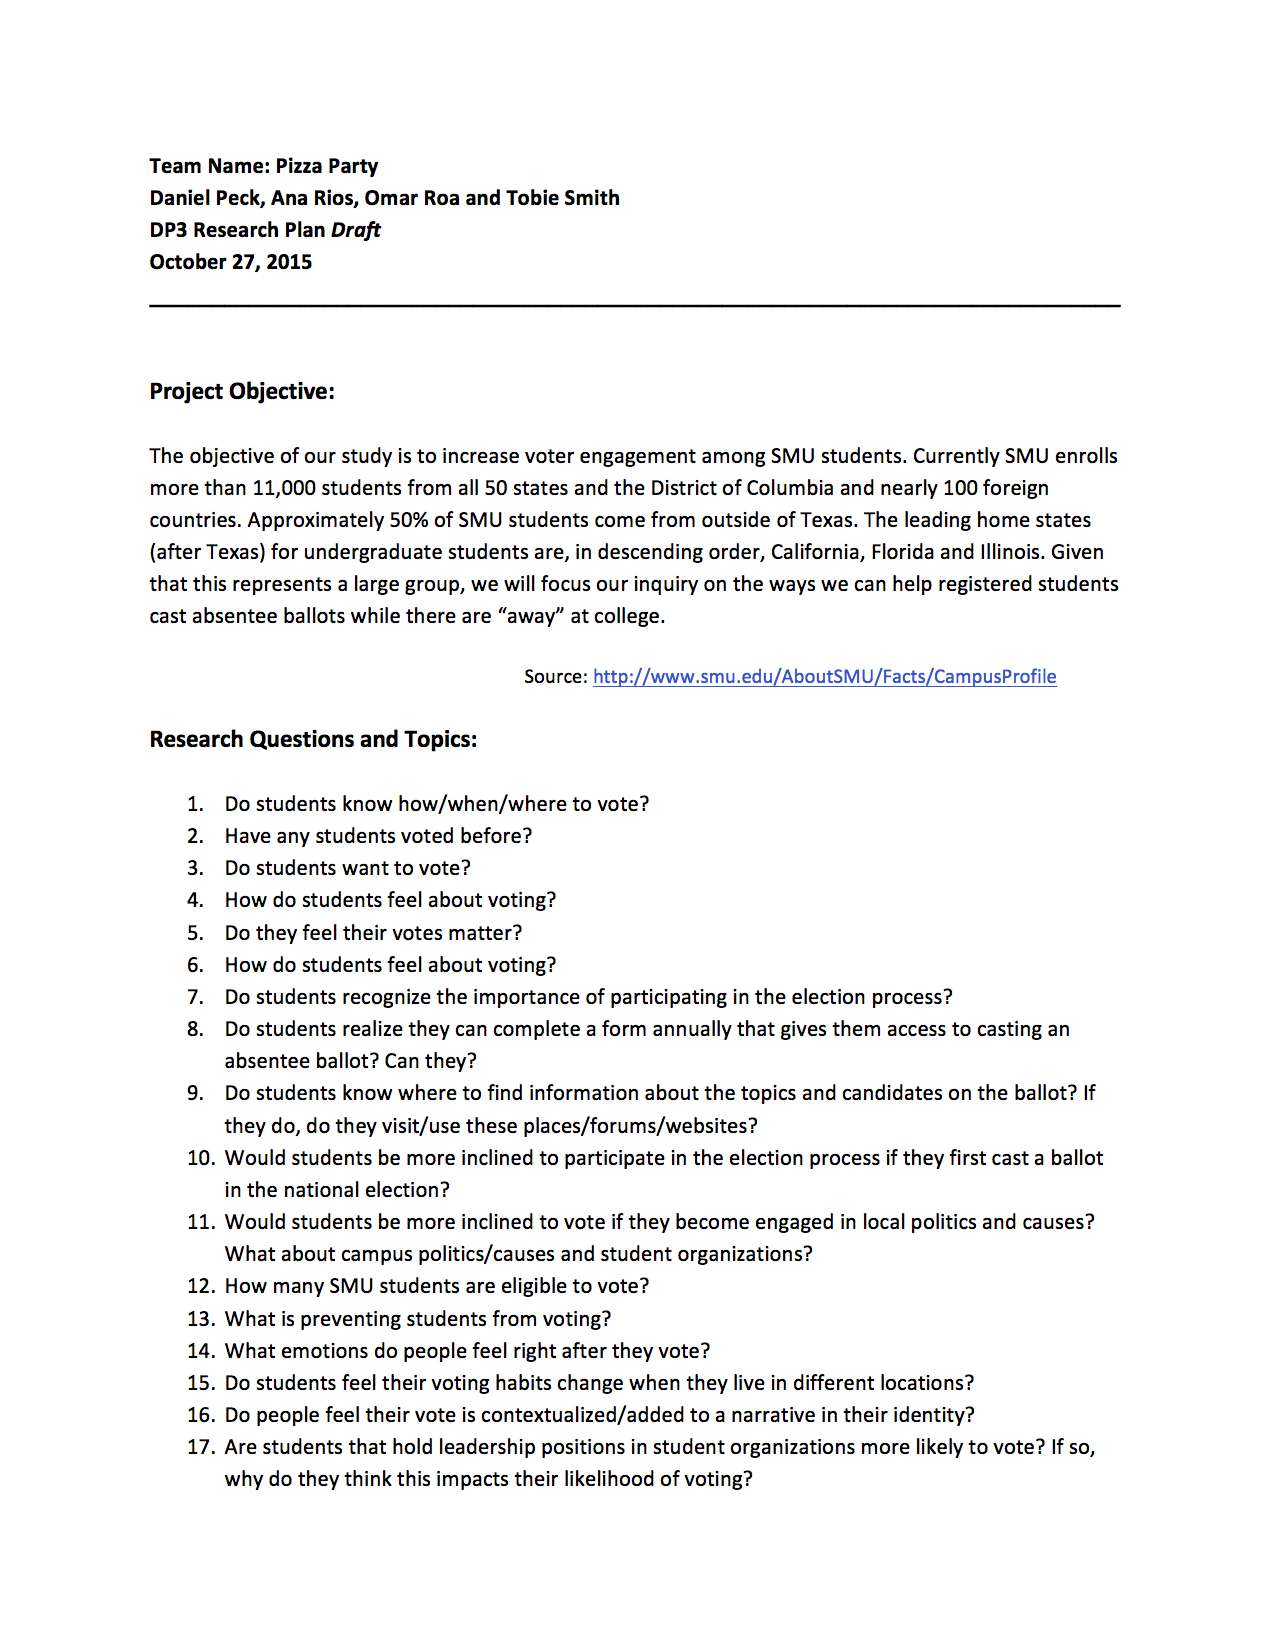 Team Name: Pizza Party
Daniel Peck, Ana Rios, Omar Roa and Tobie Smith
DP3 Research Plan Draft
October 27, 2015
Project Objective:
The objective of our study is to increase voter engagement among SMU students. Currently SMU enrolls
more than 11,000 students from all 50 states and the District of Columbia and nearly 100 foreign
countries. Approximately 50% of SMU students come from outside of Texas. The leading home states
(after Texas) for undergraduate students are, in descending order, California, Florida and Illinois. Given
that this represents a large group, we will focus our inquiry on the ways we can help registered students
cast absentee ballots while there are “away” at college.
Source: http://www.smu.edu/AboutSMU/Facts/CampusProfile
Research Questions and Topics:
1. Do students know how/when/where to vote?
2. Have any students voted before?
3. Do students want to vote?
4. How do students feel about voting?
5. Do they feel their votes matter?
6. How do students feel about voting?
7. Do students recognize the importance of participating in the election process?
8. Do students realize they can complete a form annually that gives them access to casting an
absentee ballot? Can they?
9. Do students know where to find information about the topics and candidates on the ballot? If
they do, do they visit/use these places/forums/websites?
10. Would students be more inclined to participate in the election process if they first cast a ballot
in the national election?
11. Would students be more inclined to vote if they become engaged in local politics and causes?
What about campus politics/causes and student organizations?
12. How many SMU students are eligible to vote?
13. What is preventing students from voting?
14. What emotions do people feel right after they vote?
15. Do students feel their voting habits change when they live in different locations?
16. Do people feel their vote is contextualized/added to a narrative in their identity?
17. Are students that hold leadership positions in student organizations more likely to vote? If so,
why do they think this impacts their likelihood of voting?